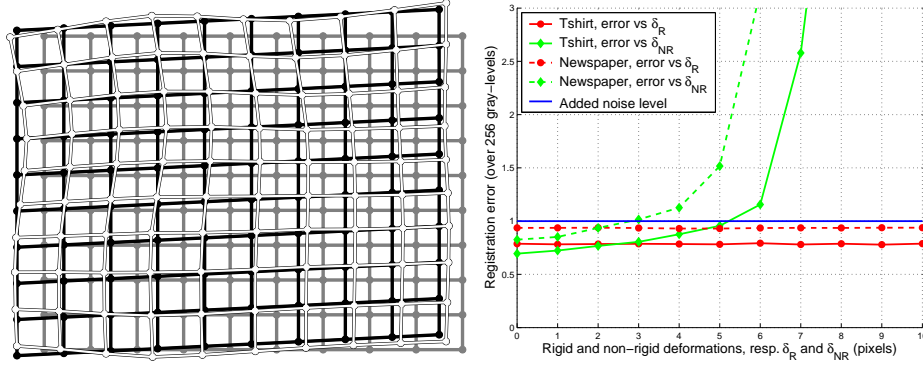 3
2.5
2
1.5
1
0.5
0
Registration error (over 256 gray−levels)
Tshirt, error vs δR
Tshirt, error vs δNR
Newspaper, error vs δR
Newspaper, error vs δNR
Added noise level
0 1 2 3 4 5 6 7 8 9 10
Rigid and non−rigid deformations, resp. δR and δNR (pixels)